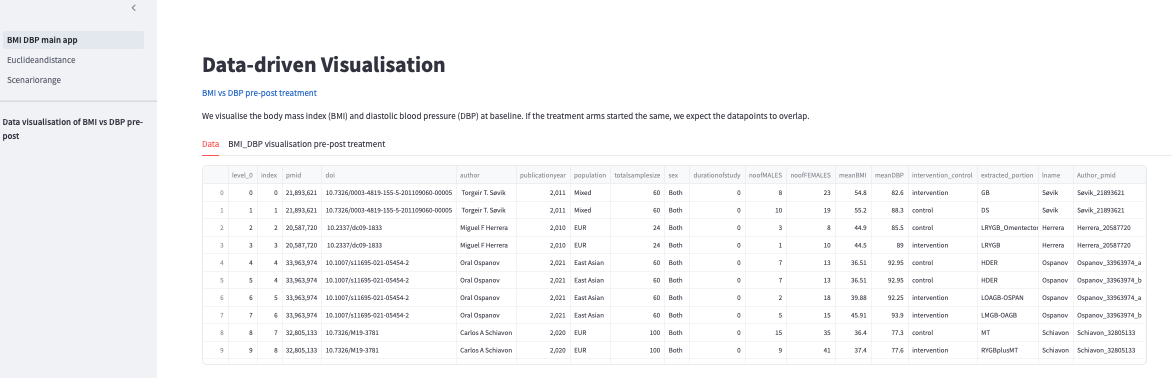 BMI DBP main app
Euclideandistance
Scenariorange
Data visualisation of BMI vs DBP pre-
post
Data-driven Visualisation
BMI vs DBP pre-post treatment
We visualise the body mass index (BMI) and diastolic blood pressure (DBP) at baseline. If the treatment arms started the same, we expect the datapoints to overlap.
Data BMI_DBP visualisation pre-post treatment
level_0 index pmid doi author publicationyear population totalsamplesize sex durationofstudy noofMALES noofFEMALES meanBMI meanDBP intervention_control extracted_portion lname Author_pmid
0 0 0 21,893,621 10.7326/0003-4819-155-5-201109060-00005 Torgeir T. Søvik 2,011 Mixed 60 Both 0 8 23 54.8 82.6 intervention GB Søvik Søvik_21893621
1 1 1 21,893,621 10.7326/0003-4819-155-5-201109060-00005 Torgeir T. Søvik 2,011 Mixed 60 Both 0 10 19 55.2 88.3 control DS Søvik Søvik_21893621
2 2 2 20,587,720 10.2337/dc09-1833 Miguel F Herrera 2,010 EUR 24 Both 0 3 8 44.9 85.5 control LRYGB_Omentector Herrera Herrera_20587720
3 3 3 20,587,720 10.2337/dc09-1833 Miguel F Herrera 2,010 EUR 24 Both 0 1 10 44.5 89 intervention LRYGB Herrera Herrera_20587720
4 4 4 33,963,974 10.1007/s11695-021-05454-2 Oral Ospanov 2,021 East Asian 60 Both 0 7 13 36.51 92.95 control HDER Ospanov Ospanov_33963974_a
5 5 4 33,963,974 10.1007/s11695-021-05454-2 Oral Ospanov 2,021 East Asian 60 Both 0 7 13 36.51 92.95 control HDER Ospanov Ospanov_33963974_b
6 6 5 33,963,974 10.1007/s11695-021-05454-2 Oral Ospanov 2,021 East Asian 60 Both 0 2 18 39.88 92.25 intervention LOAGB-OSPAN Ospanov Ospanov_33963974_a
7 7 6 33,963,974 10.1007/s11695-021-05454-2 Oral Ospanov 2,021 East Asian 60 Both 0 5 15 45.91 93.9 intervention LMGB-OAGB Ospanov Ospanov_33963974_b
8 8 7 32,805,133 10.7326/M19-3781 Carlos A Schiavon 2,020 EUR 100 Both 0 15 35 36.4 77.3 control MT Schiavon Schiavon_32805133
9 9 8 32,805,133 10.7326/M19-3781 Carlos A Schiavon 2,020 EUR 100 Both 0 9 41 37.4 77.6 intervention RYGBplusMT Schiavon Schiavon_32805133